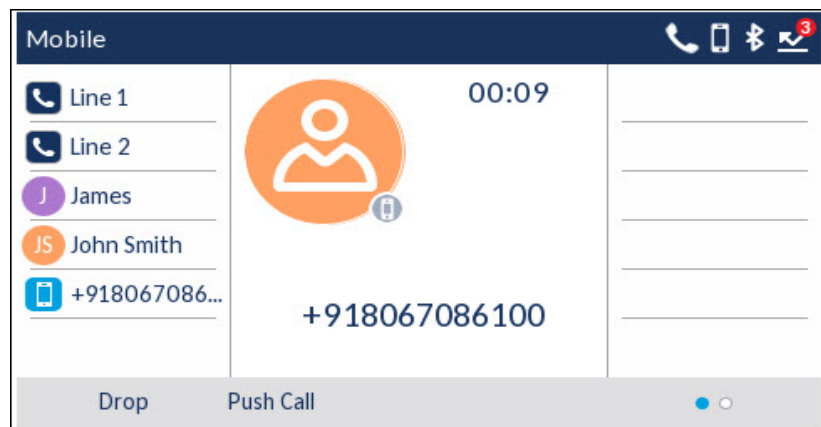 Mobile
3
Line 1
Line 2
J James
JS John Smith
+918067086...
00:09
+918067086100
Drop Push Call